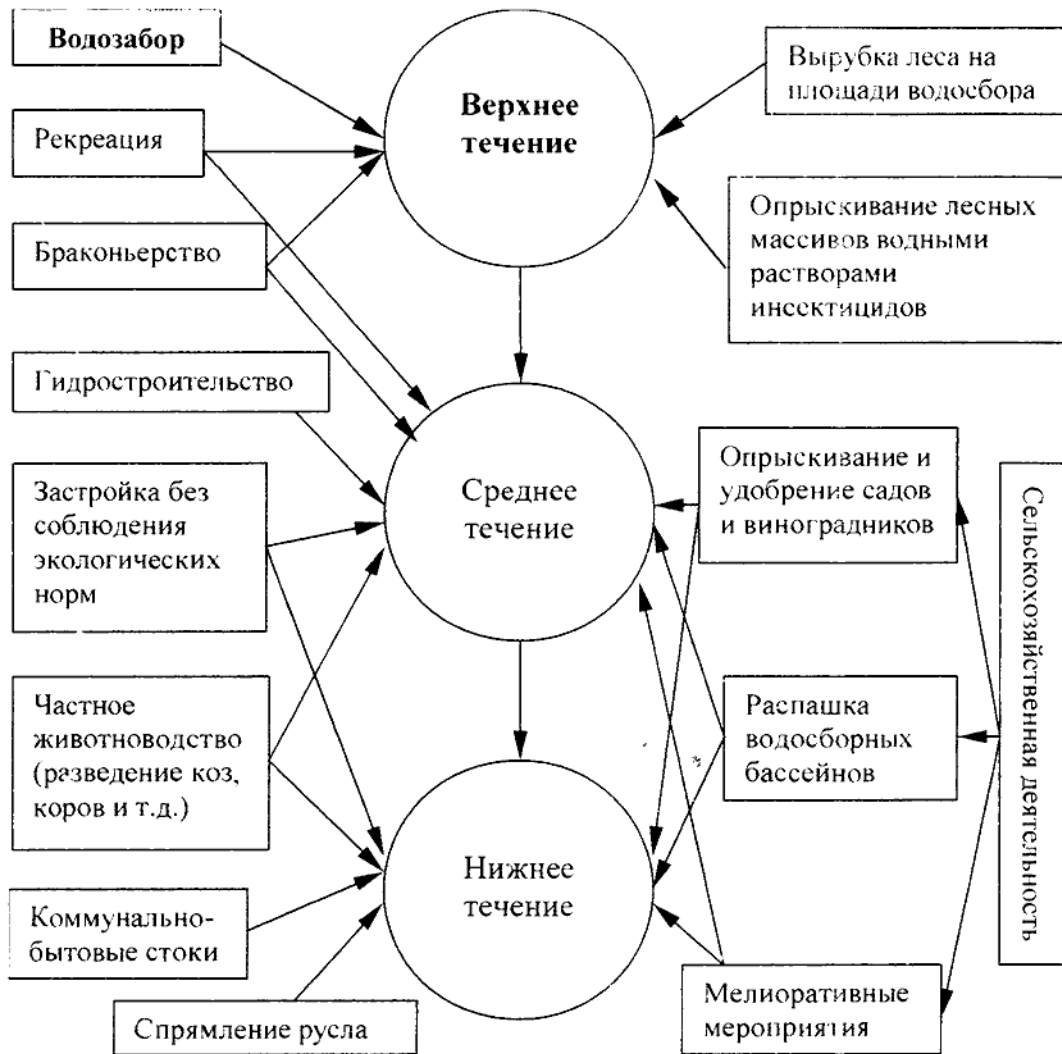 Водозабор
Рекреация
Браконьерство
Гидростроительство
Застройка без
соблюдения
экологических
норм
Частное
животноводство
(разведение коз,
коров и т.д.)
Коммунально-
бытовые стоки
Спрямление русла
Верхнее
течение
Среднее
течение
Нижнее
течение
Вырубка леса на
площади водосбора
Опрыскивание лесных
массивов водными
растворами
инсектицидов
Опрыскивание и
удобрение садов
и виноградников
Распашка
водосборных
бассейнов
Мелиоративные
мероприятия
Сельскохозяйственная деятельность